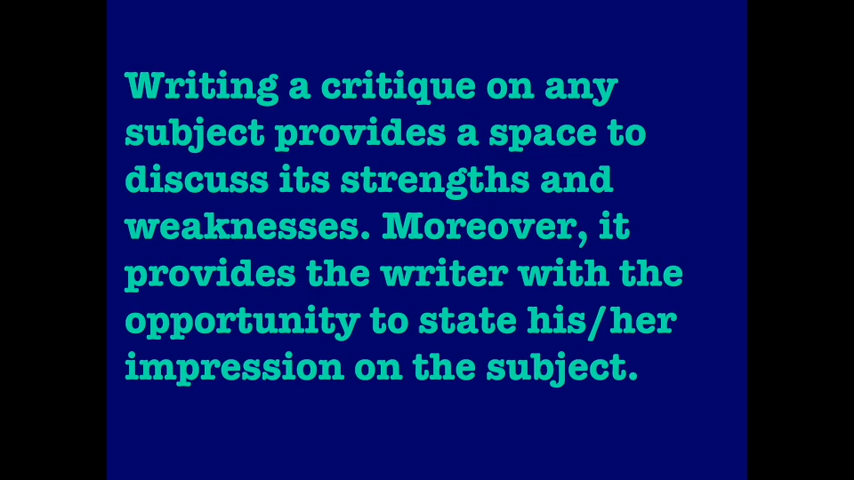 Writing a critique on any
subject provides a space to
discuss its strengths and
weaknesses. Moreover, it
provides the writer with the
opportunity to state his/her
impression on the subject.